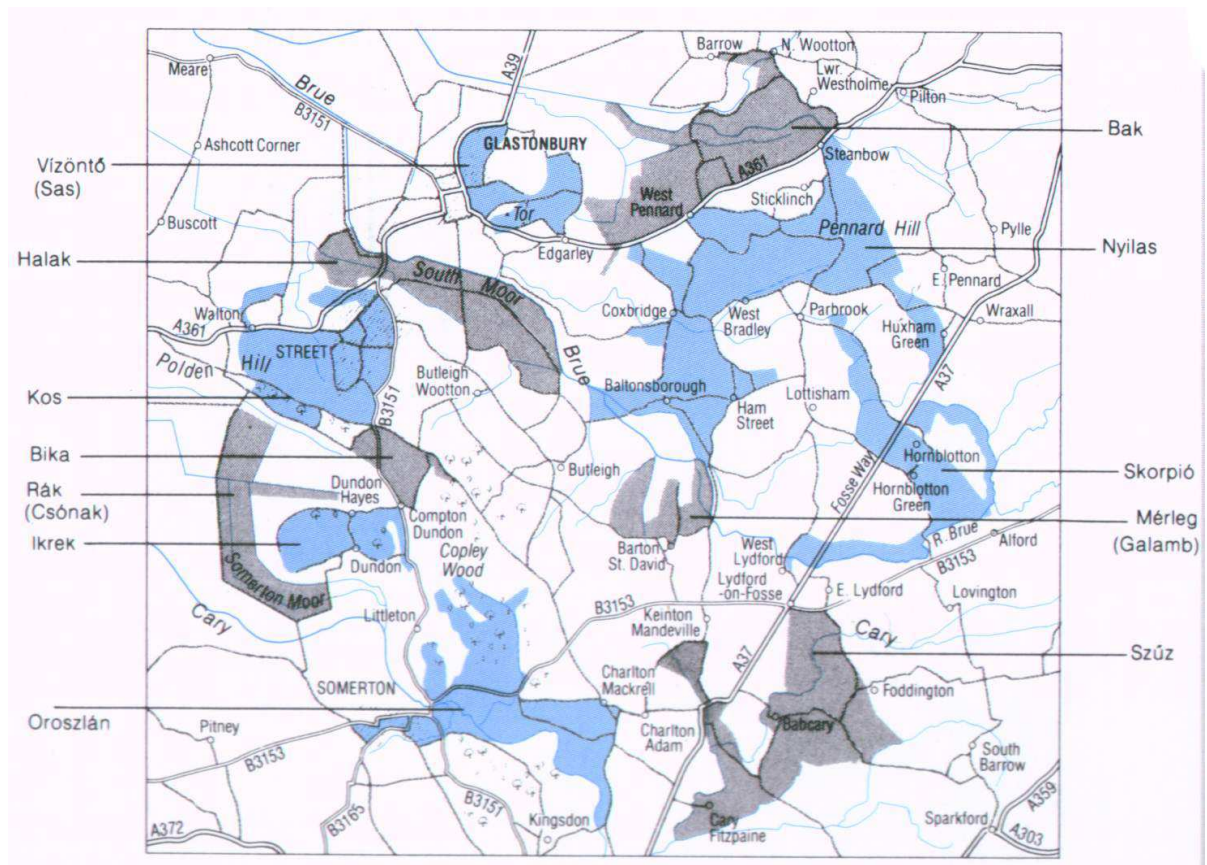 Vízöntő
(Sas)
Halak
Kos
Bika
Rák
(Csónak)
Ikrek
Oroszlán
Bak
Nyilas
Skorpió
Mérleg
(Galamb)
Szűz
Meare
Brue
B3151
A39
Ashcott Corner
Buscott
GLASTONBURY
Tor
Edgarley
Barrow
N. Wootton
Lwr.
Westholme
Pilton
Steanbow
A361
West
Pennard
Sticklinch
Pennard Hill
Pylle
E. Pennard
Wraxall
Walton
A361
STREET
Polden Hill
South Moor
Brue
Coxbridge
West
Bradley
Parbrook
Huxham
Green
A37
Butleigh
Wootton
Baltonsborough
Ham
Street
Lottisham
B3151
Hornblotton
Hornblotton
Green
Fosse Way
Butleigh
Dundon
Hayes
Compton
Dundon
Dundon
Copley
Wood
Somerton Moor
Cary
Littleton
Barton
St. David
West
Lydford
R. Brue
Alford
B3153
Lydford
-on-Fosse
E. Lydford
Lovington
B3153
Keinton
Mandeville
A37
Cary
Foddington
SOMERTON
Charlton
Mackrell
Charlton
Adam
Babcary
Pitney
B3153
South
Barrow
A372
B3165
B3151
Kingsdon
Cary
Fitzpaine
Sparkford
A359
A303